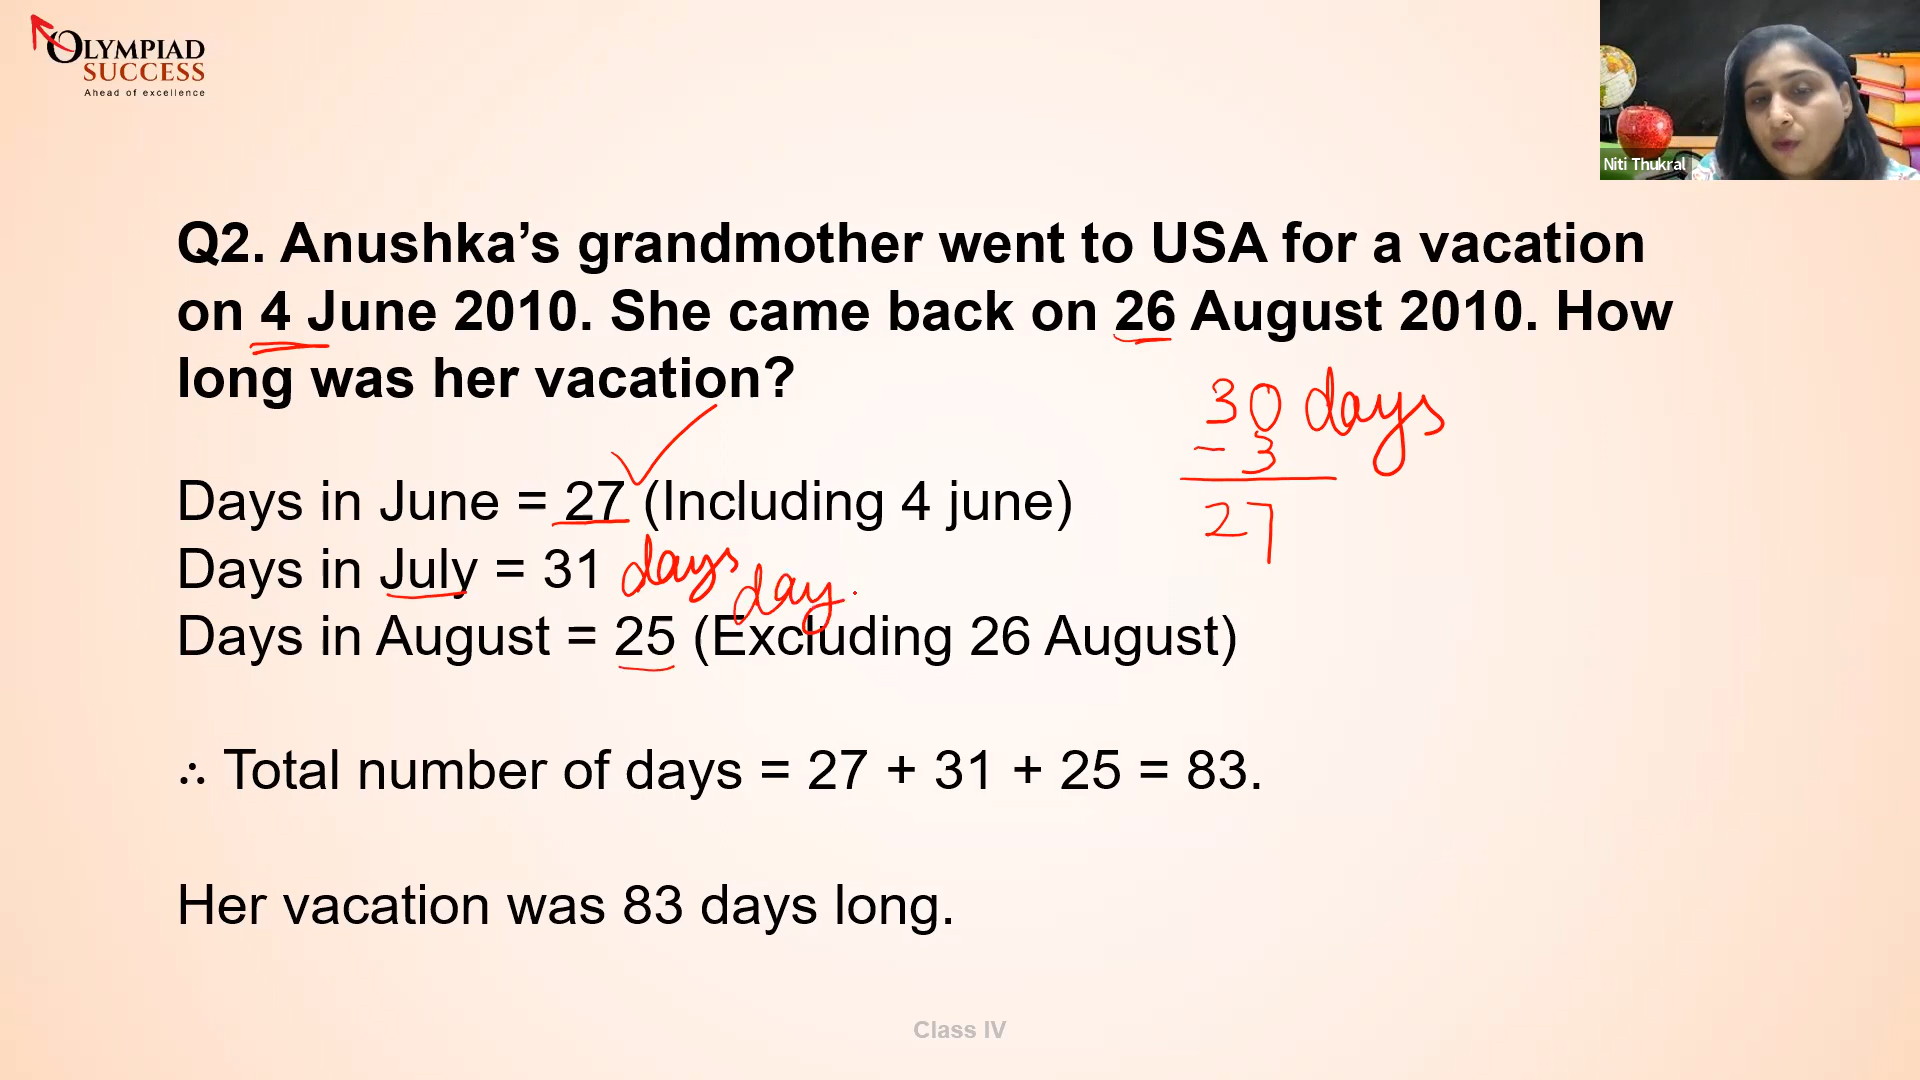 OLYMPIAD
SUCCESS
Ahead of excellence
Niti Thukral
Q2. Anushka’s grandmother went to USA for a vacation
on 4 June 2010. She came back on 26 August 2010. How
long was her vacation?
30 days
- 3
27
Days in June = 27 (Including 4 june)
Days in July = 31 days
day
Days in August = 25 (Excluding 26 August)
∴ Total number of days = 27 + 31 + 25 = 83.
Her vacation was 83 days long.
Class IV